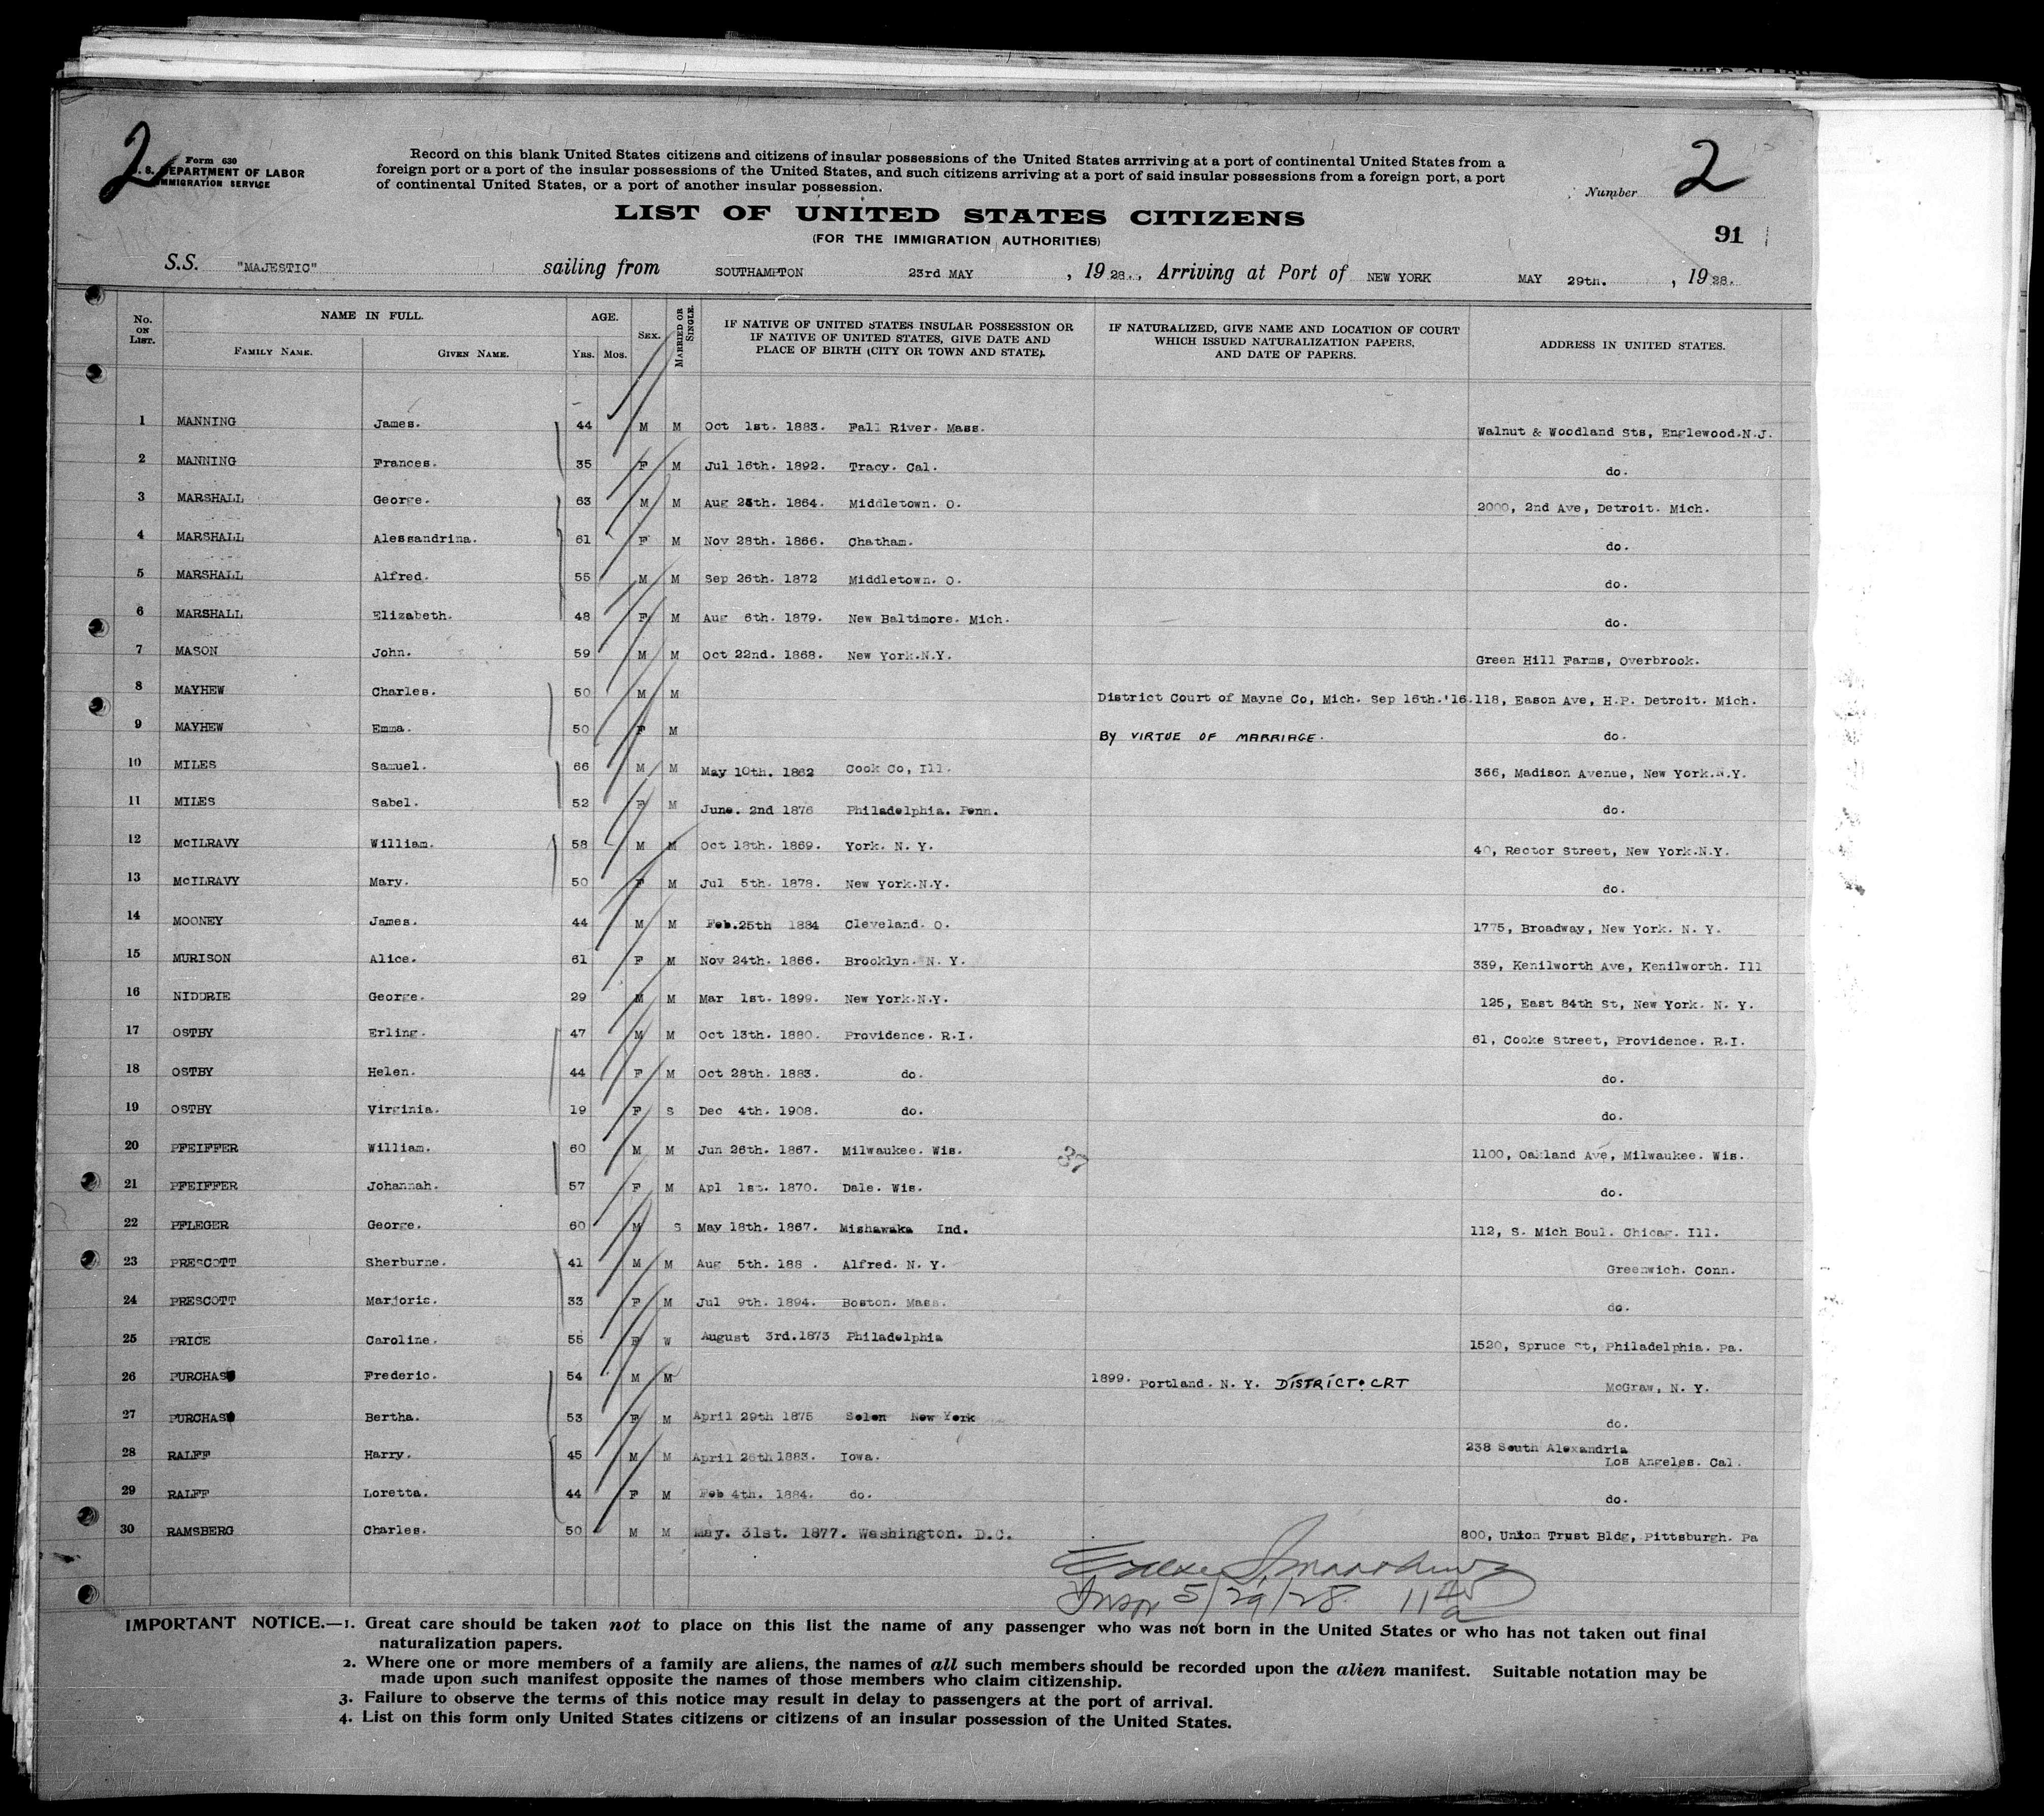 2
Form 630
U. S. DEPARTMENT OF LABOR
IMMIGRATION SERVICE
Record on this blank United States citizens and citizens of insular possessions of the United States arrriving at a port of continental United States from a
foreign port or a port of the insular possessions of the United States, and such citizens arriving at a port of said insular possessions from a foreign port, a port
of continental United States, or a port of another insular possession.
Number 2
LIST OF UNITED STATES CITIZENS
(FOR THE IMMIGRATION AUTHORITIES)
91
S.S. "MAJESTIC" sailing from SOUTHAMPTON 23rd MAY , 1928., Arriving at Port of NEW YORK MAY 29th. , 1928.
No. ON LIST. NAME IN FULL. FAMILY NAME. GIVEN NAME. AGE. YRS. MOS. SEX. MARRIED OR SINGLE. IF NATIVE OF UNITED STATES INSULAR POSSESSION OR IF NATIVE OF UNITED STATES, GIVE DATE AND PLACE OF BIRTH (CITY OR TOWN AND STATE). IF NATURALIZED, GIVE NAME AND LOCATION OF COURT WHICH ISSUED NATURALIZATION PAPERS, AND DATE OF PAPERS. ADDRESS IN UNITED STATES.
1 MANNING James. 44 M M Oct 1st. 1883. Fall River. Mass. Walnut & Woodland Sts, Englewood.N.J.
2 MANNING Frances. 35 F M Jul 16th. 1892. Tracy. Cal. do.
3 MARSHALL George. 63 M M Aug 25th. 1864. Middletown. O. 2000, 2nd Ave, Detroit. Mich.
4 MARSHALL Alessandrina. 61 F M Nov 28th. 1866. Chatham. do.
5 MARSHALL Alfred. 55 M M Sep 26th. 1872 Middletown. O. do.
6 MARSHALL Elizabeth. 48 F M Aug 6th. 1879. New Baltimore. Mich. do.
7 MASON John. 59 M M Oct 22nd. 1868. New York.N.Y. Green Hill Farms, Overbrook.
8 MAYHEW Charles. 50 M M District Court of Mayne Co, Mich. Sep 16th.'16. 118, Eason Ave, H.P. Detroit. Mich.
9 MAYHEW Emma. 50 F M By VIRTUE OF MARRIAGE. do.
10 MILES Samuel. 66 M M May 10th. 1862 Cook Co, Ill. 366, Madison Avenue, New York.N.Y.
11 MILES Sabel. 52 F M June. 2nd 1876 Philadelphia. Penn. do.
12 McILRAVY William. 58 M M Oct 18th. 1869. York. N. Y. 40, Rector Street, New York.N.Y.
13 McILRAVY Mary. 50 F M Jul 5th. 1878. New York.N.Y. do.
14 MOONEY James. 44 M M Feb.25th 1884 Cleveland. O. 1775, Broadway, New York. N. Y.
15 MURISON Alice. 61 F M Nov 24th. 1866. Brooklyn. N. Y. 339, Kenilworth Ave, Kenilworth. Ill
16 NIDDRIE George. 29 M M Mar 1st. 1899. New York.N.Y. 125, East 84th St, New York. N. Y.
17 OSTBY Erling. 47 M M Oct 13th. 1880. Providence. R.I. 61, Cooke Street, Providence. R.I.
18 OSTBY Helen. 44 F M Oct 28th. 1883. do. do.
19 OSTBY Virginia. 19 F S Dec 4th. 1908. do. do.
20 PFEIFFER William. 60 M M Jun 26th. 1867. Milwaukee. Wis. 37 1100, Oakland Ave, Milwaukee. Wis.
21 PFEIFFER Johannah. 57 F M Apl 1st. 1870. Dale. Wis. do.
22 PFLEGER George. 60 M S May 18th. 1867. Mishawaka Ind. 112, S. Mich Boul. Chicag. Ill.
23 PRESCOTT Sherburne. 41 M M Aug 5th. 188 . Alfred. N. Y. Greenwich. Conn.
24 PRESCOTT Marjorie. 33 F M Jul 9th. 1894. Boston. Mass. do.
25 PRICE Caroline. 55 F W August 3rd.1873 Philadelphia 1520, Spruce St, Philadelphia. Pa.
26 PURCHAS Frederic. 54 M M 1899. Portland. N. Y. DISTRICT. CRT McGraw, N. Y.
27 PURCHAS Bertha. 53 F M April 29th 1875 Solen New York do.
28 RALFF Harry. 45 M M April 26th 1883. Iowa. 238 South Alexandria
Los Angeles. Cal.
29 RALFF Loretta. 44 F M Feb 4th. 1884. do. do.
30 RAMSBERG Charles. 50 M M May. 31st. 1877. Washington. D.C. 800, Union Trust Bldg, Pittsburgh. Pa
5/29/28
IMPORTANT NOTICE.—1. Great care should be taken not to place on this list the name of any passenger who was not born in the United States or who has not taken out final
naturalization papers.
2. Where one or more members of a family are aliens, the names of all such members should be recorded upon the alien manifest. Suitable notation may be
made upon such manifest opposite the names of those members who claim citizenship.
3. Failure to observe the terms of this notice may result in delay to passengers at the port of arrival.
4. List on this form only United States citizens or citizens of an insular possession of the United States.